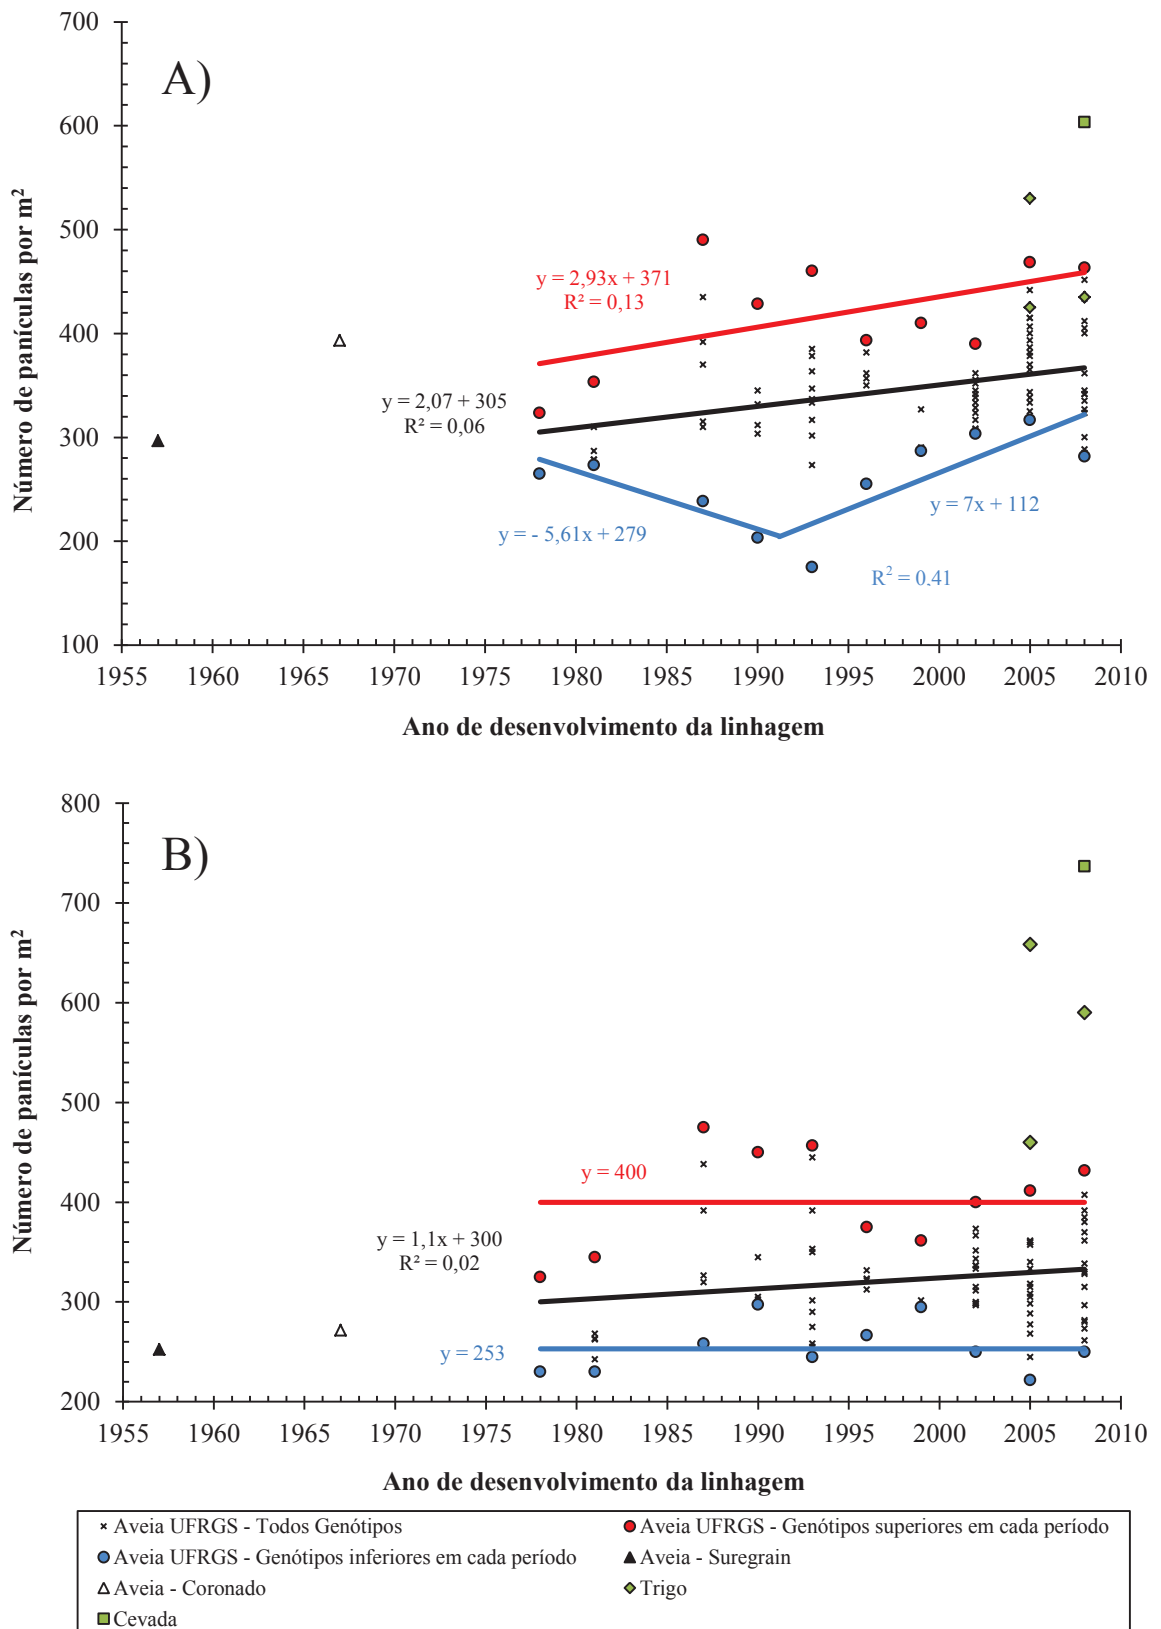 A)
Número de panículas por m²
700
600
500
400
300
200
100
y = 2,93x + 371
R² = 0,13
y = 2,07 + 305
R² = 0,06
y = - 5,61x + 279
y = 7x + 112
R² = 0,41
1955 1960 1965 1970 1975 1980 1985 1990 1995 2000 2005 2010
Ano de desenvolvimento da linhagem
B)
Número de panículas por m²
800
700
600
500
400
300
200
y = 400
y = 1,1x + 300
R² = 0,02
y = 253
1955 1960 1965 1970 1975 1980 1985 1990 1995 2000 2005 2010
Ano de desenvolvimento da linhagem
Aveia UFRGS - Todos Genótipos
Aveia UFRGS - Genótipos superiores em cada período
Aveia UFRGS - Genótipos inferiores em cada período
Aveia - Suregrain
Aveia - Coronado
Trigo
Cevada